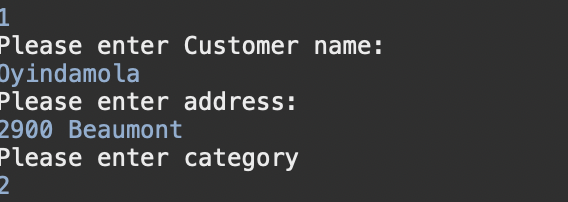 1
Please enter Customer name:
Oyindamola
Please enter address:
2900 Beaumont
Please enter category
2